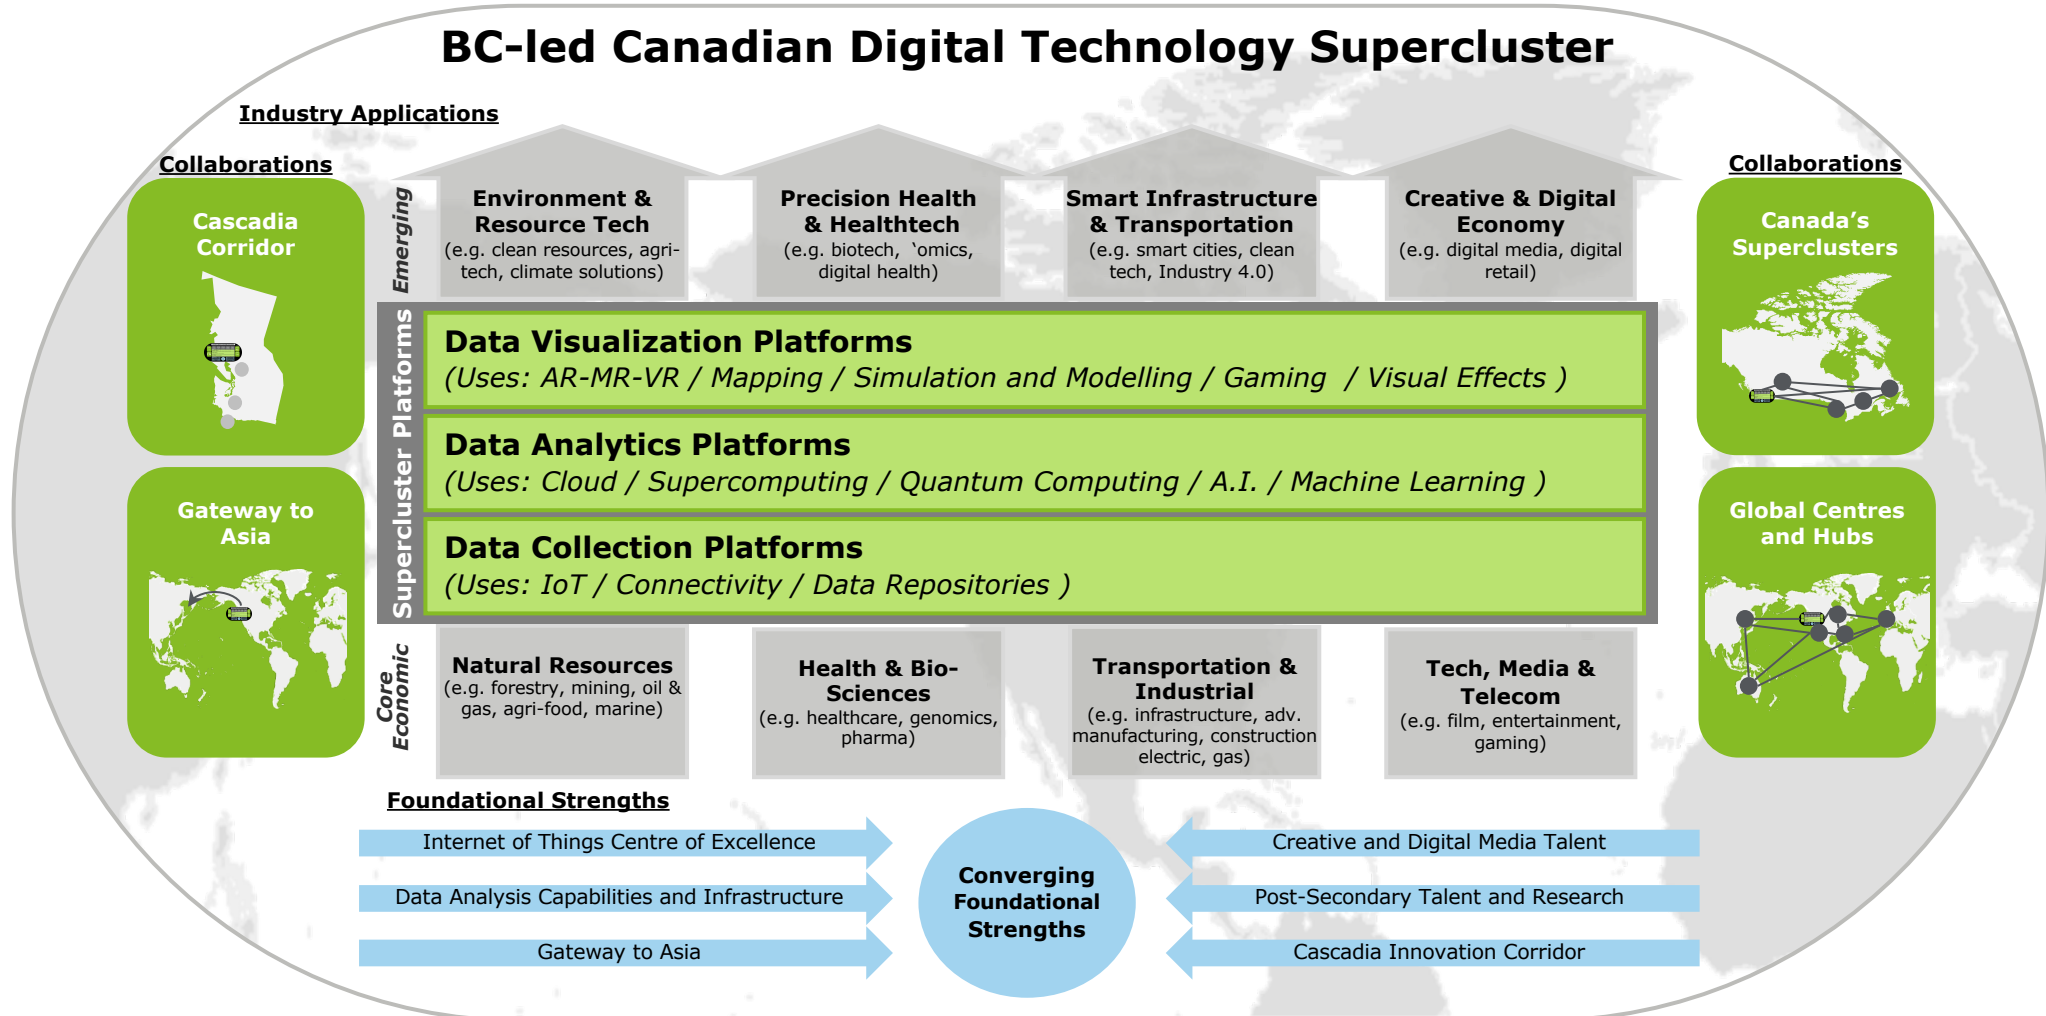 BC-led Canadian Digital Technology Supercluster
Industry Applications
Collaborations
Cascadia
Corridor
Gateway to
Asia
Emerging
Environment &
Resource Tech
(e.g. clean resources, agri-
tech, climate solutions)
Precision Health
& Healthtech
(e.g. biotech, ‘omics,
digital health)
Smart Infrastructure
& Transportation
(e.g. smart cities, clean
tech, Industry 4.0)
Creative & Digital
Economy
(e.g. digital media, digital
retail)
Supercluster Platforms
Data Visualization Platforms
(Uses: AR-MR-VR / Mapping / Simulation and Modelling / Gaming / Visual Effects )
Data Analytics Platforms
(Uses: Cloud / Supercomputing / Quantum Computing / A.I. / Machine Learning )
Data Collection Platforms
(Uses: IoT / Connectivity / Data Repositories )
Core
Economic
Natural Resources
(e.g. forestry, mining, oil &
gas, agri-food, marine)
Health & Bio-
Sciences
(e.g. healthcare, genomics,
pharma)
Transportation &
Industrial
(e.g. infrastructure, adv.
manufacturing, construction
electric, gas)
Tech, Media &
Telecom
(e.g. film, entertainment,
gaming)
Collaborations
Canada’s
Superclusters
Global Centres
and Hubs
Foundational Strengths
Internet of Things Centre of Excellence
Data Analysis Capabilities and Infrastructure
Gateway to Asia
Converging
Foundational
Strengths
Creative and Digital Media Talent
Post-Secondary Talent and Research
Cascadia Innovation Corridor